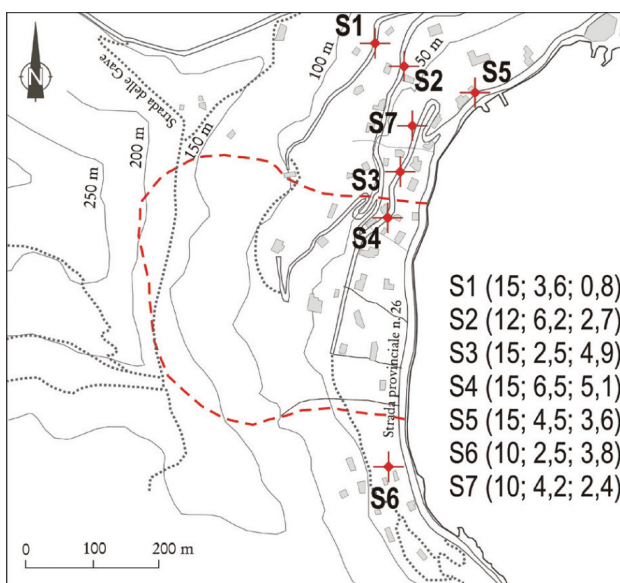 S1
100 m
50 m
S2
N
Strada delle Gave
S5
S7
150 m
200 m
250 m
S3
S4
S1 (15; 3,6; 0,8)
S2 (12; 6,2; 2,7)
S3 (15; 2,5; 4,9)
S4 (15; 6,5; 5,1)
S5 (15; 4,5; 3,6)
S6 (10; 2,5; 3,8)
S7 (10; 4,2; 2,4)
Strada provinciale n. 26
S6
0 100 200 m